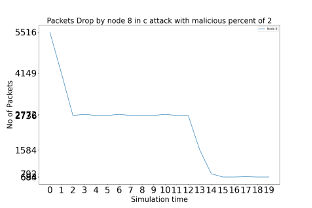 Packets Drop by node 8 in c attack with malicious percent of 2
Node 8
5516
4149
2736
1584
684
No of Packets
0 1 2 3 4 5 6 7 8 9 10 11 12 13 14 15 16 17 18 19
Simulation time